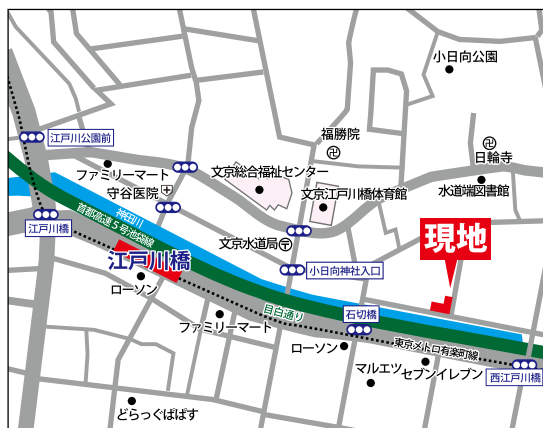 小日向公園
江戸川公園前
福勝院
日輪寺
ファミリーマート
文京総合福祉センター
守谷医院
文京江戸川橋体育館
水道端図書館
神田川
首都高速5号池袋線
江戸川橋
文京水道局
現地
江戸川橋
小日向神社入口
ローソン
目白通り
石切橋
ファミリーマート
ローソン
東京メトロ有楽町線
マルエツ
セブンイレブン
西江戸川橋
どらっぐぱぱす